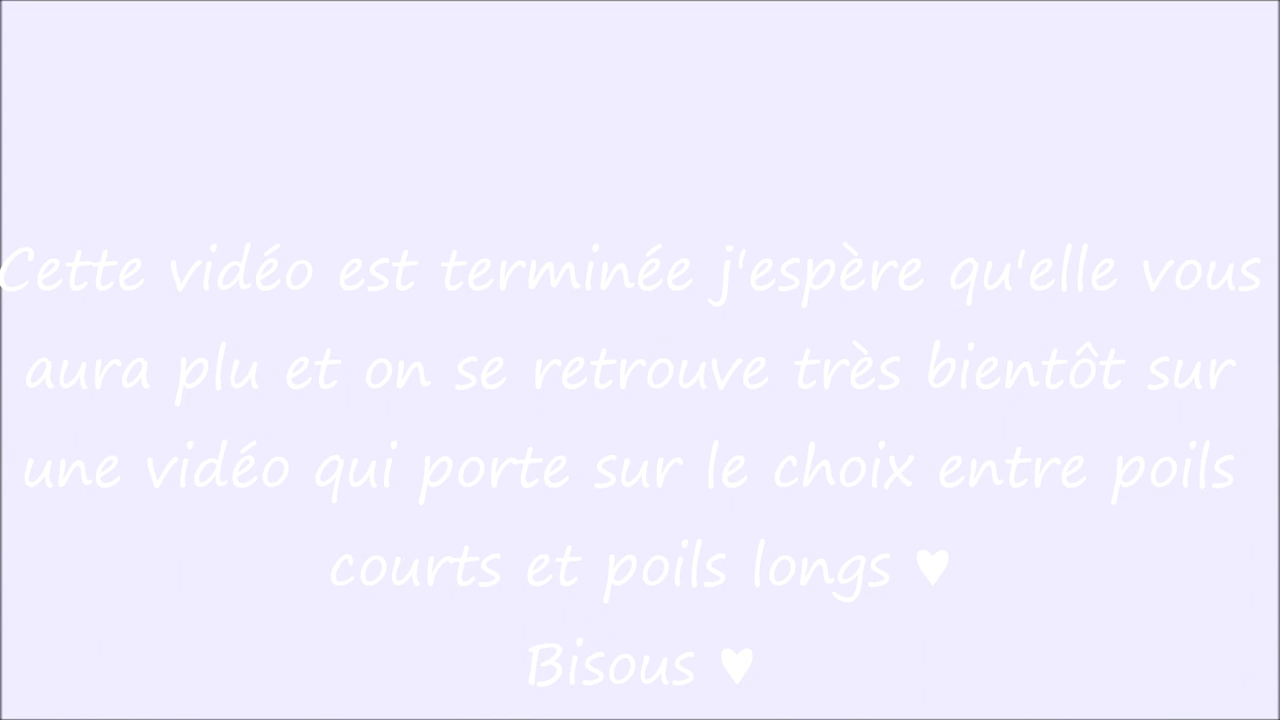 Cette vidéo est terminée j'espère qu'elle vous
aura plu et on se retrouve très bientôt sur
une vidéo qui porte sur le choix entre poils
courts et poils longs ♥
Bisous ♥